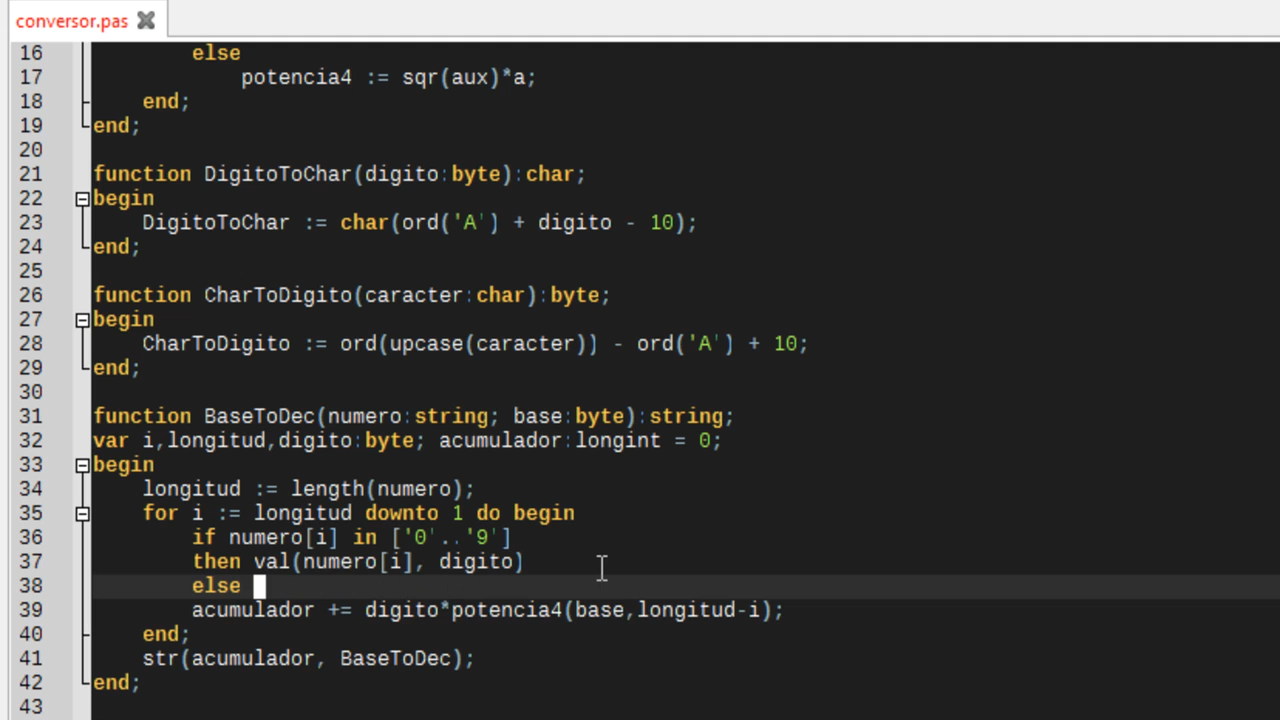 conversor.pas
16 else
17 potencia4 := sqr(aux)*a;
18 end;
19 end;
20
21 function DigitoToChar(digito:byte):char;
22 begin
23 DigitoToChar := char(ord('A') + digito - 10);
24 end;
25
26 function CharToDigito(caracter:char):byte;
27 begin
28 CharToDigito := ord(upcase(caracter)) - ord('A') + 10;
29 end;
30
31 function BaseToDec(numero:string; base:byte):string;
32 var i,longitud,digito:byte; acumulador:longint = 0;
33 begin
34 longitud := length(numero);
35 for i := longitud downto 1 do begin
36 if numero[i] in ['0'..'9']
37 then val(numero[i], digito)
38 else
39 acumulador += digito*potencia4(base,longitud-i);
40 end;
41 str(acumulador, BaseToDec);
42 end;
43